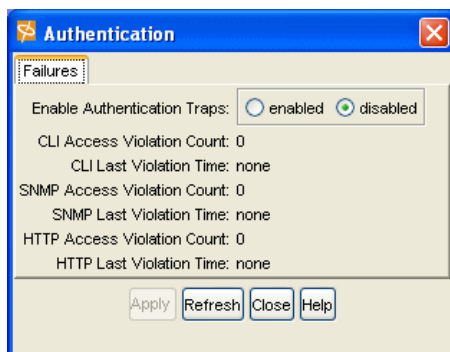 Authentication
Failures
Enable Authentication Traps: enabled disabled
CLI Access Violation Count: 0
CLI Last Violation Time: none
SNMP Access Violation Count: 0
SNMP Last Violation Time: none
HTTP Access Violation Count: 0
HTTP Last Violation Time: none
Apply Refresh Close Help